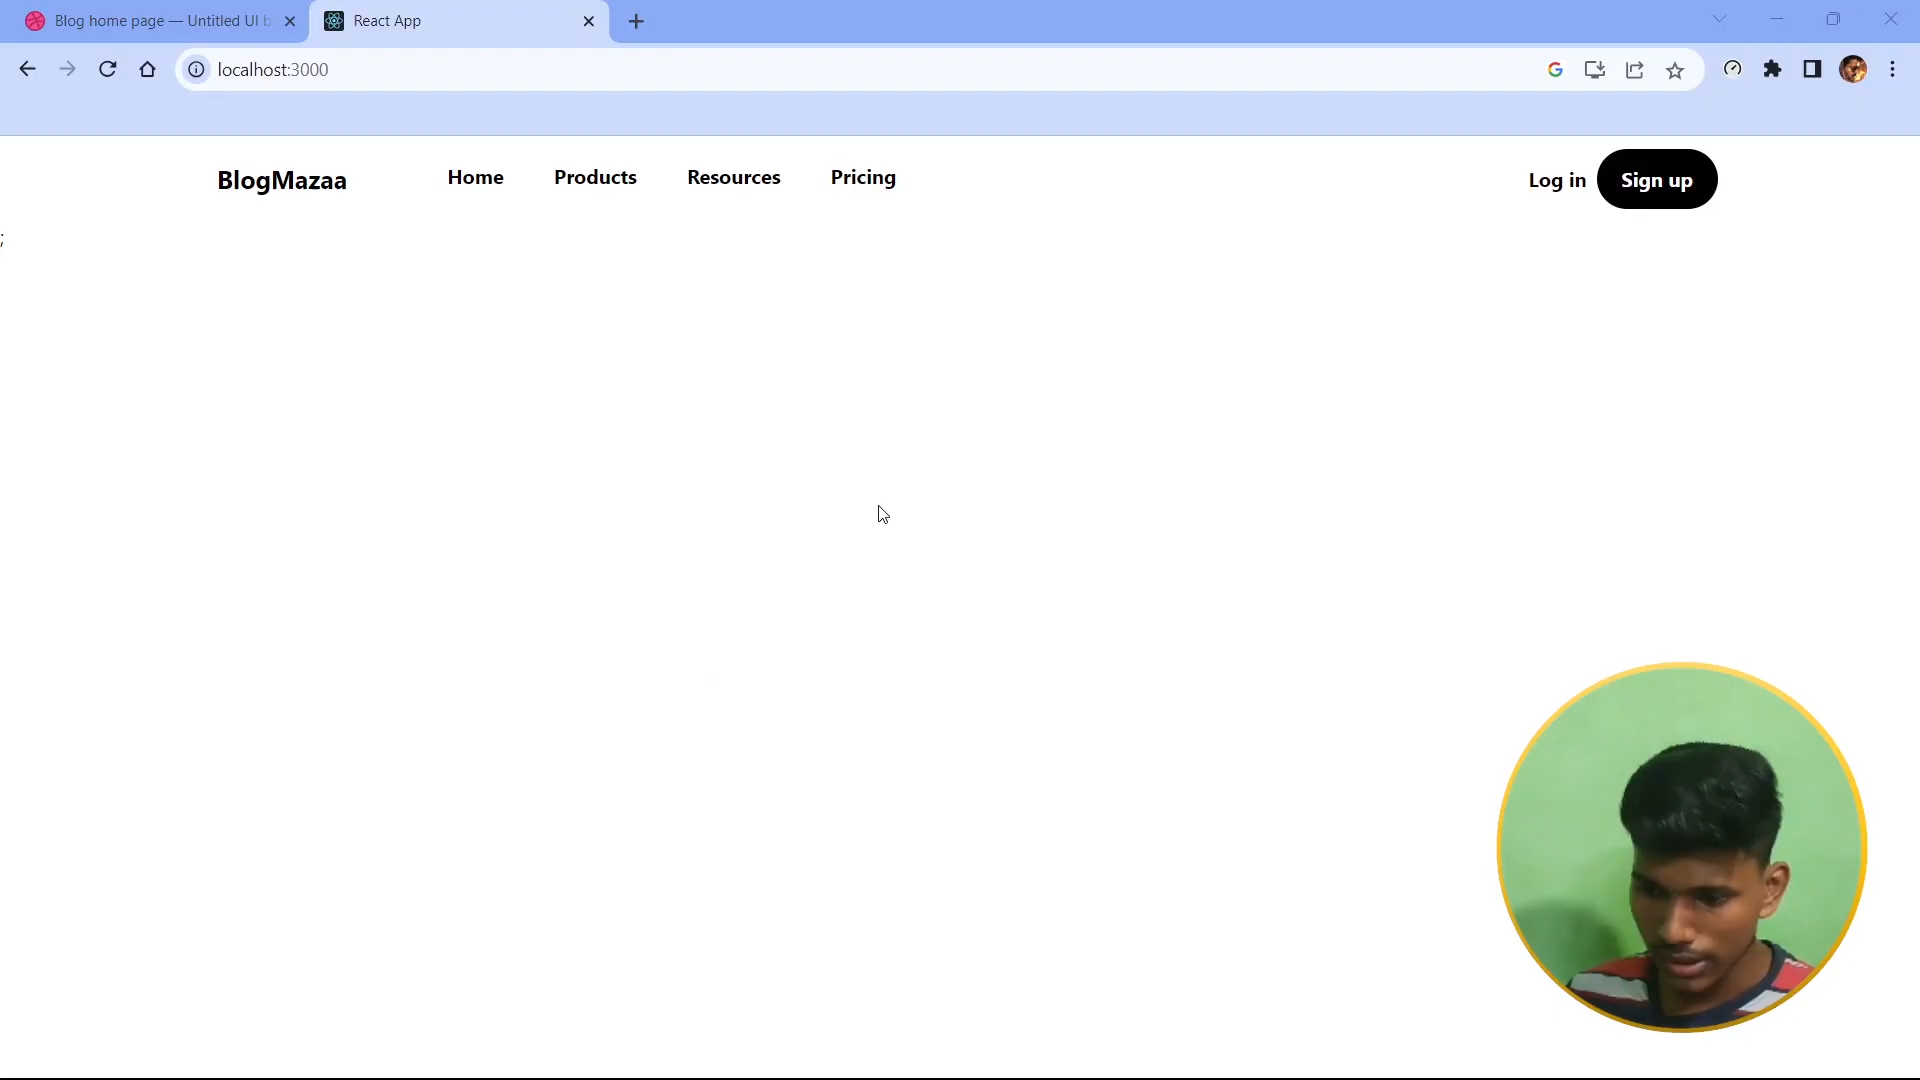 Blog home page — Untitled UI b
React App
localhost:3000
BlogMazaa
Home
Products
Resources
Pricing
Log in
Sign up
;